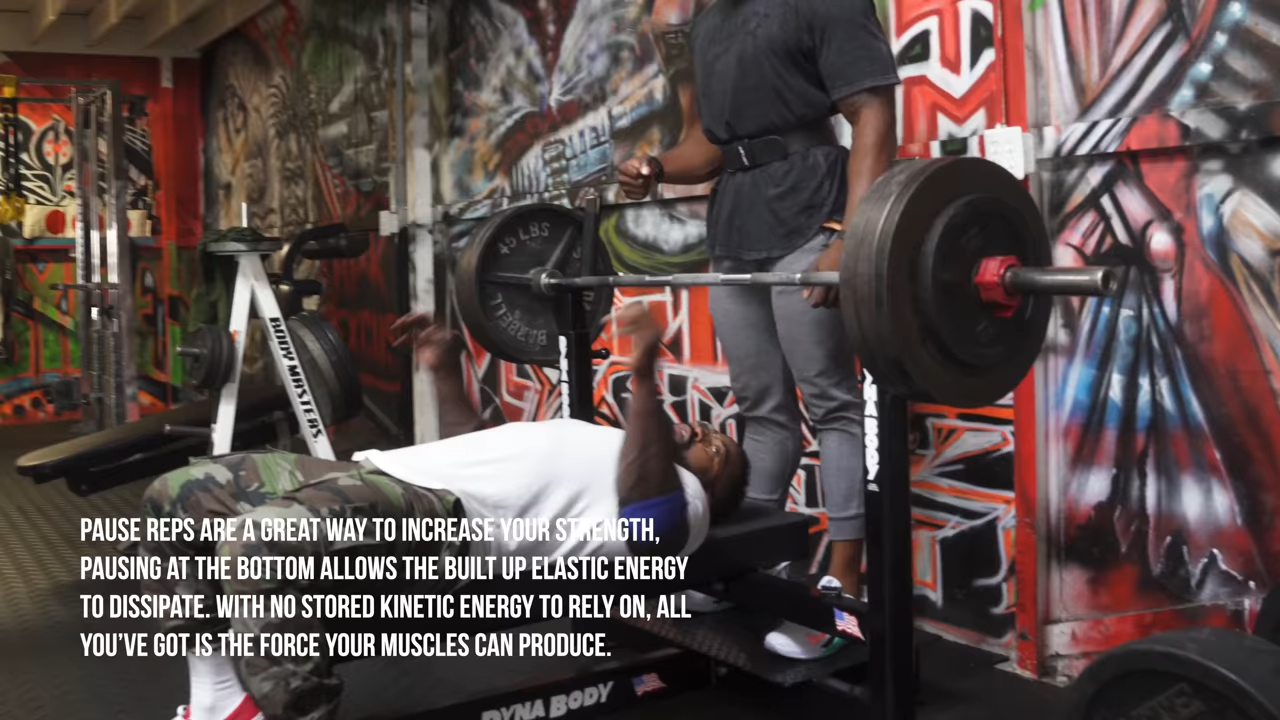 45 LBS
BARBELL
BODY MASTERS.
PAUSE REPS ARE A GREAT WAY TO INCREASE YOUR STRENGTH,
PAUSING AT THE BOTTOM ALLOWS THE BUILT UP ELASTIC ENERGY
TO DISSIPATE. WITH NO STORED KINETIC ENERGY TO RELY ON, ALL
YOU’VE GOT IS THE FORCE YOUR MUSCLES CAN PRODUCE.
DYNA BODY